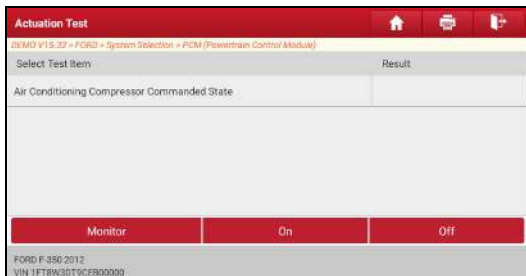 Actuation Test
DEMO V15.32 > FORD > System Selection > PCM (Powertrain Control Module)
Select Test Item Result
Air Conditioning Compressor Commanded State
Monitor On Off
FORD F-350 2012
VIN 1FT8W3DT9CEB00000